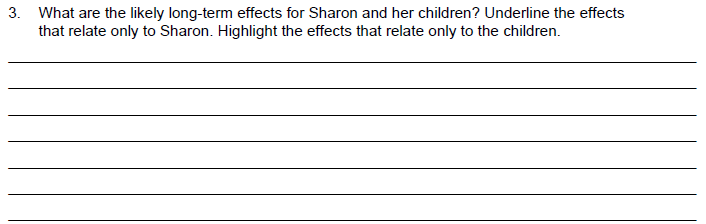 3. What are the likely long-term effects for Sharon and her children? Underline the effects
that relate only to Sharon. Highlight the effects that relate only to the children.